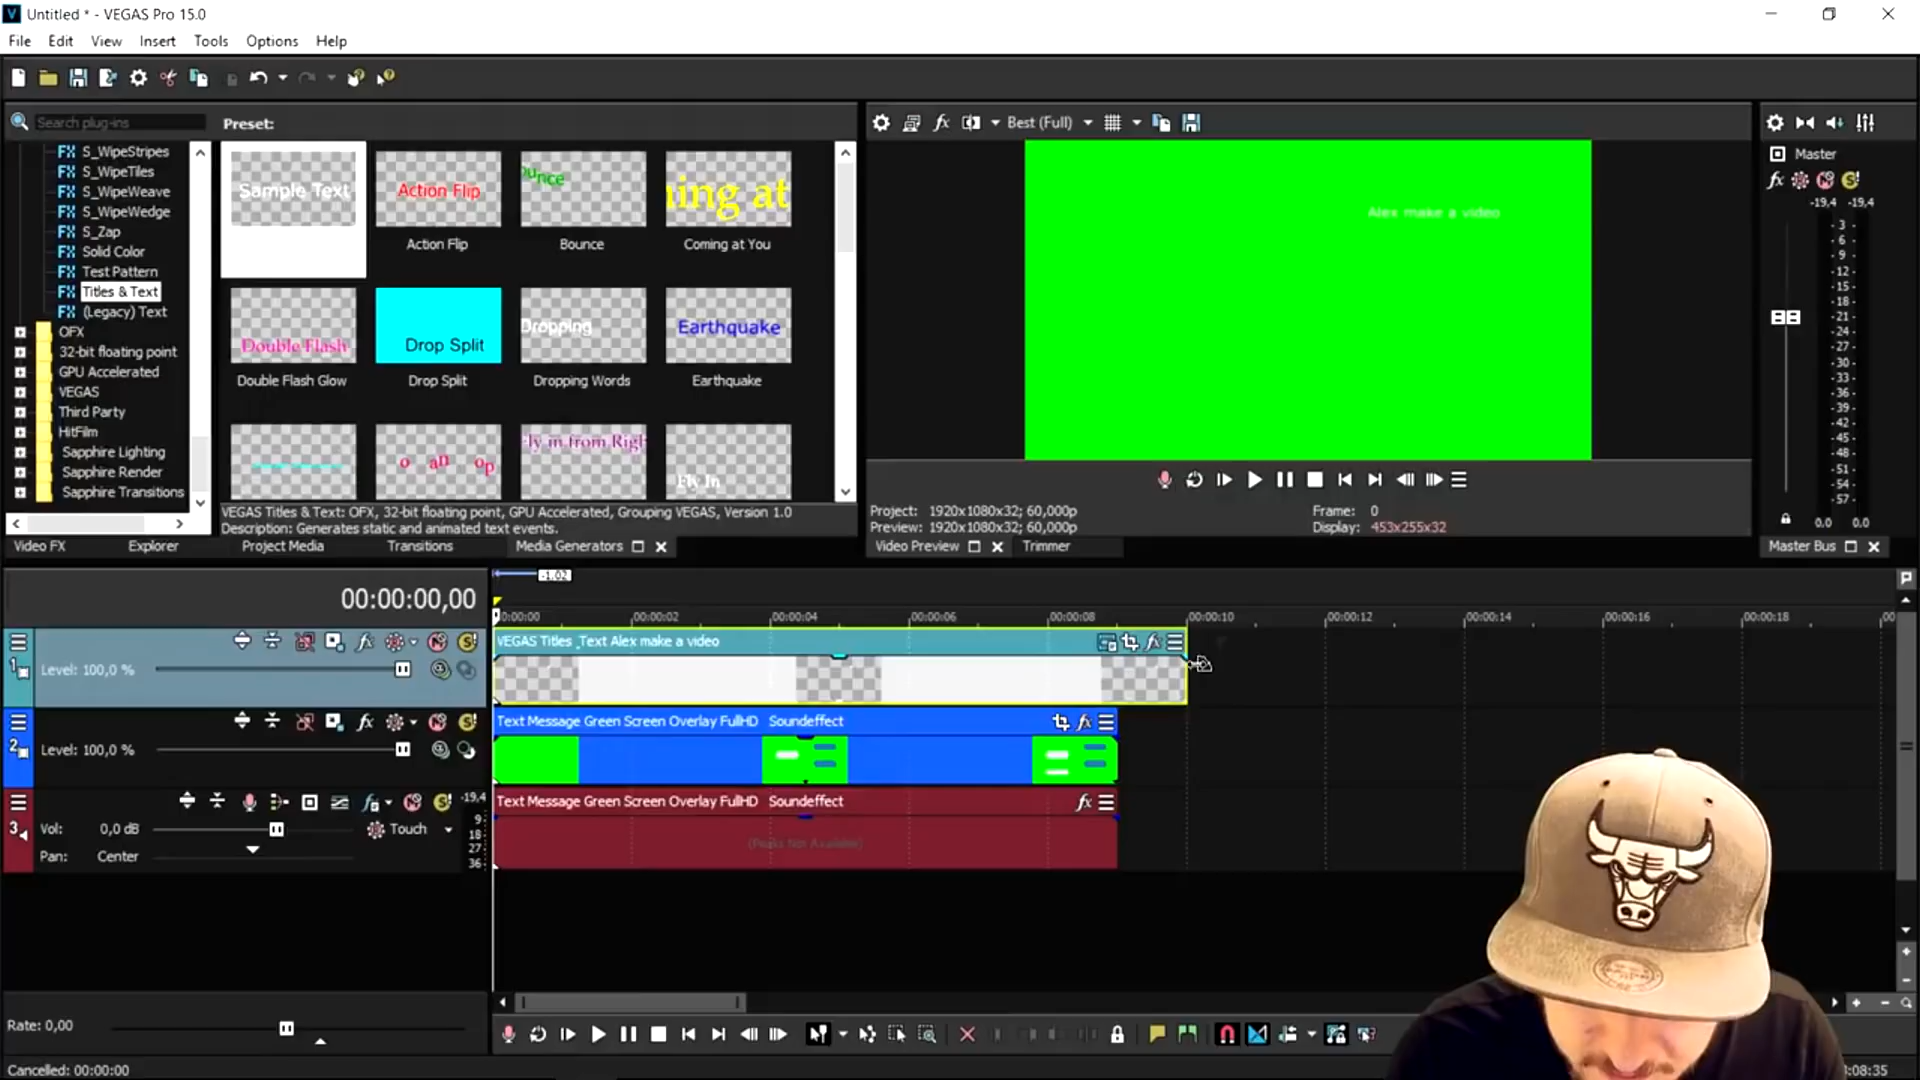 Untitled * - VEGAS Pro 15.0
File Edit View Insert Tools Options Help
Search plug-ins
Preset:
S_WipeStripes
S_WipeTiles
S_WipeWeave
S_WipeWedge
S_Zap
Solid Color
Test Pattern
Titles & Text
(Legacy) Text
OFX
32-bit floating point
GPU Accelerated
VEGAS
Third Party
HitFilm
Sapphire Lighting
Sapphire Render
Sapphire Transitions
Sample Text
Action Flip
ounce
ning at
Action Flip
Bounce
Coming at You
Double Flash
Drop Split
Dropping
Earthquake
Double Flash Glow
Drop Split
Dropping Words
Earthquake
o an op
ly in from Righ
Fly In
VEGAS Titles & Text: OFX, 32-bit floating point, GPU Accelerated, Grouping VEGAS, Version 1.0
Description: Generates static and animated text events.
Video FX Explorer Project Media Transitions Media Generators
Best (Full)
Alex make a video
Project: 1920x1080x32; 60,000p
Preview: 1920x1080x32; 60,000p
Frame: 0
Display: 453x255x32
Video Preview Trimmer
Master
-19,4 -19,4
- 3 -
- 6 -
- 9 -
-12-
-15-
-18-
-21-
-24-
-27-
-30-
-33-
-36-
-39-
-42-
-45-
-48-
-51-
-54-
-57-
0.0 0.0
Master Bus
00:00:00,00
-1.02
00:00:00 00:00:02 00:00:04 00:00:06 00:00:08 00:00:10 00:00:12 00:00:14 00:00:16 00:00:18 00
1
Level: 100,0 %
VEGAS Titles _Text Alex make a video
2
Level: 100,0 %
Text Message Green Screen Overlay FullHD Soundeffect
3
Vol: 0,0 dB
Touch
Pan: Center
-19,4
9
18
27
36
Text Message Green Screen Overlay FullHD Soundeffect
(Peaks Not Available)
Rate: 0,00
Cancelled: 00:00:00
:08:35